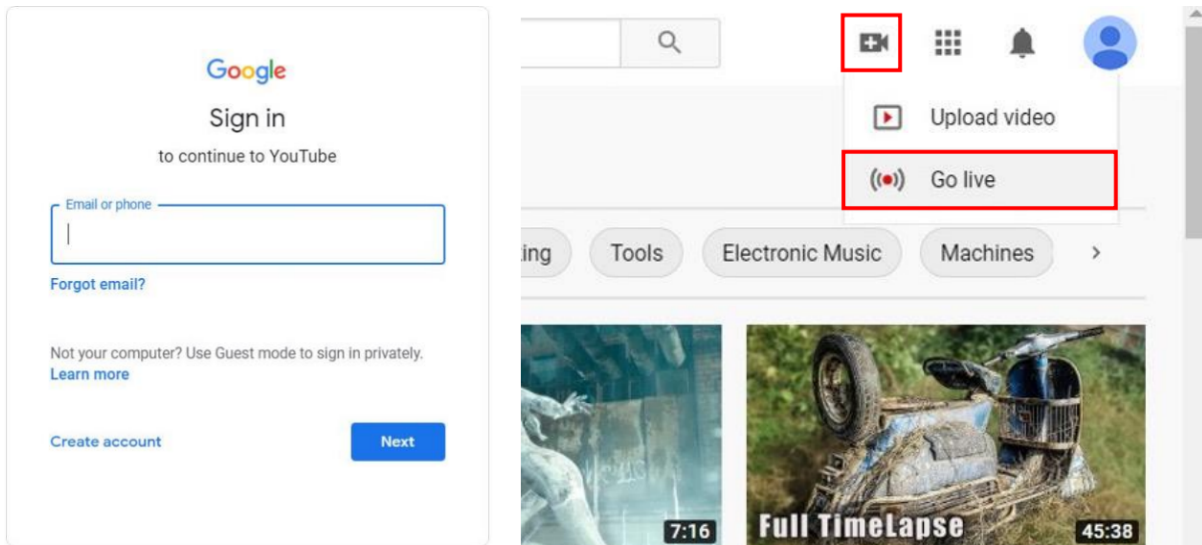 Google
Sign in
to continue to YouTube
Email or phone
Forgot email?
Not your computer? Use Guest mode to sign in privately.
Learn more
Create account
Next
Upload video
Go live
ing
Tools
Electronic Music
Machines
7:16
Full TimeLapse
45:38